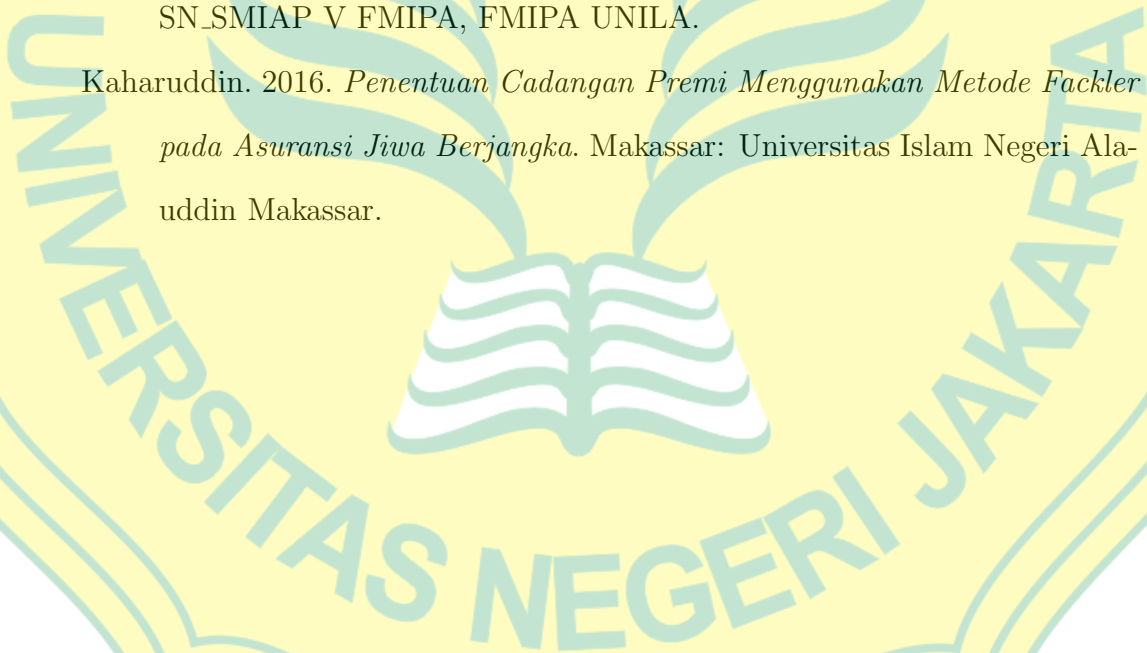 SN_SMIAP V FMIPA, FMIPA UNILA.
Kaharuddin. 2016. Penentuan Cadangan Premi Menggunakan Metode Fackler
pada Asuransi Jiwa Berjangka. Makassar: Universitas Islam Negeri Ala-
uddin Makassar.
UNIVERSITAS NEGERI JAKARTA